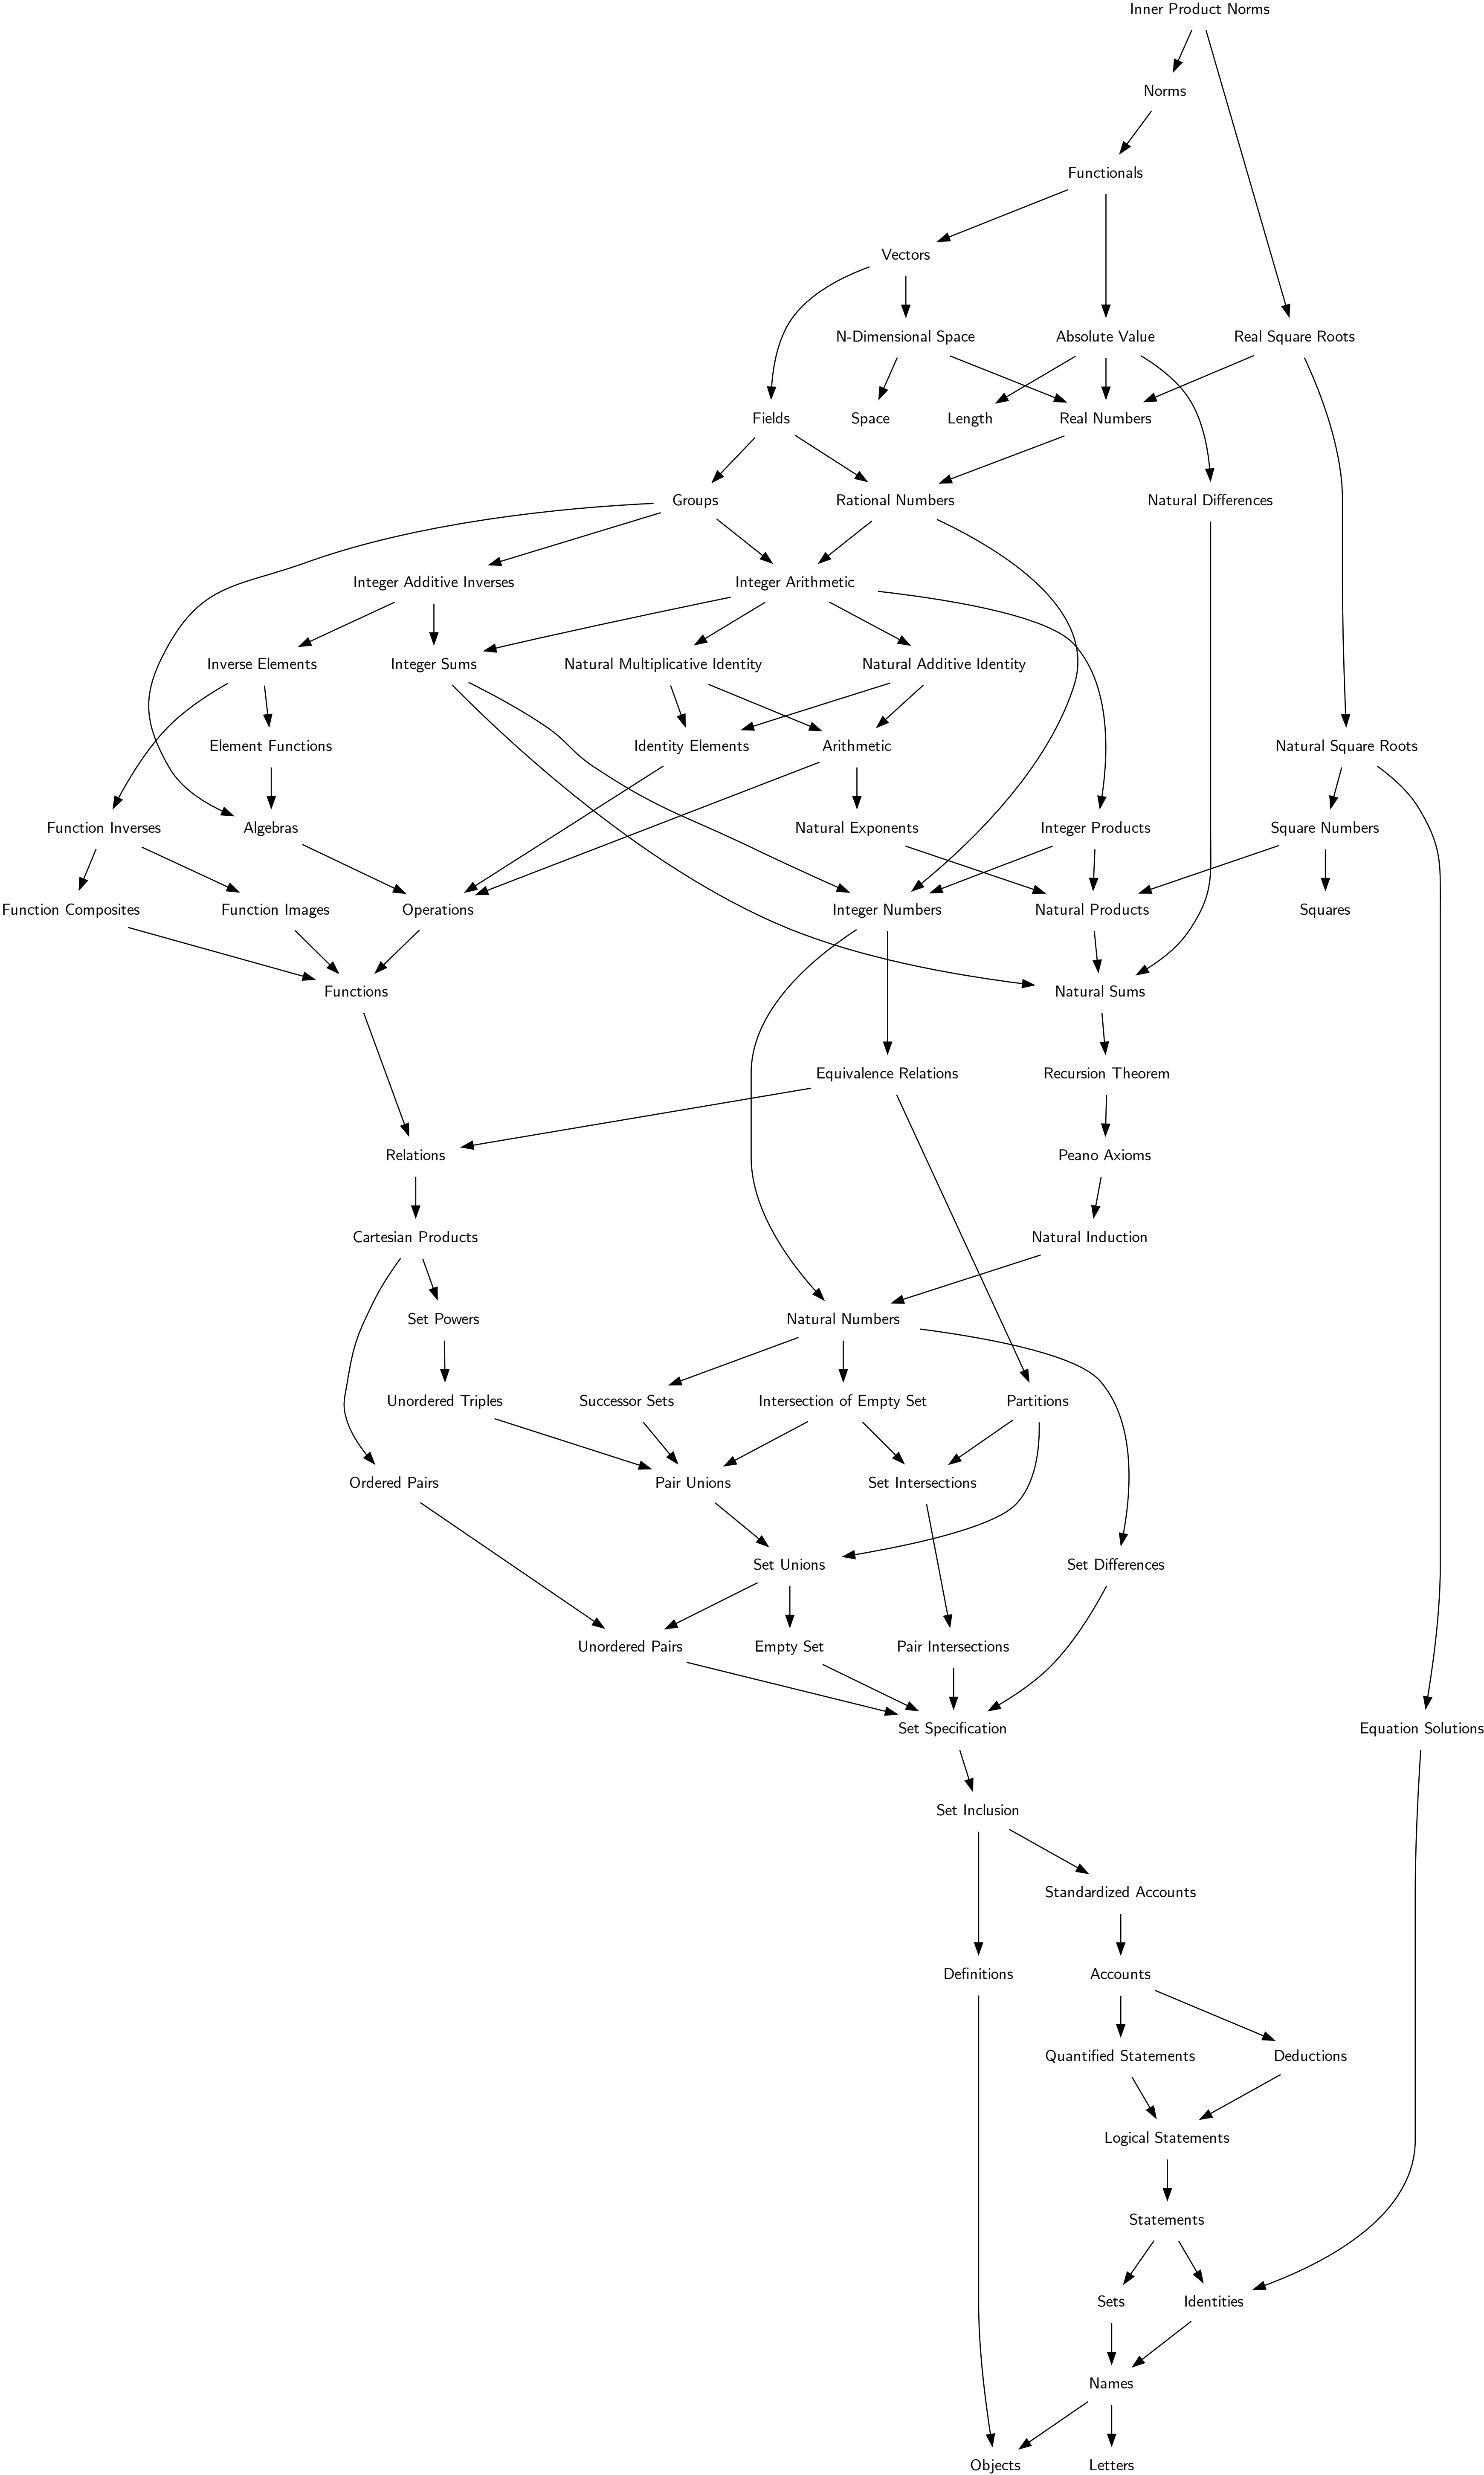 Inner Product Norms
Norms
Functionals
Vectors
N-Dimensional Space
Absolute Value
Real Square Roots
Fields
Space
Length
Real Numbers
Groups
Rational Numbers
Natural Differences
Integer Additive Inverses
Integer Arithmetic
Inverse Elements
Integer Sums
Natural Multiplicative Identity
Natural Additive Identity
Element Functions
Identity Elements
Arithmetic
Natural Square Roots
Function Inverses
Algebras
Natural Exponents
Integer Products
Square Numbers
Function Composites
Function Images
Operations
Integer Numbers
Natural Products
Squares
Functions
Natural Sums
Equivalence Relations
Recursion Theorem
Relations
Peano Axioms
Cartesian Products
Natural Induction
Set Powers
Natural Numbers
Unordered Triples
Successor Sets
Intersection of Empty Set
Partitions
Ordered Pairs
Pair Unions
Set Intersections
Set Unions
Set Differences
Unordered Pairs
Empty Set
Pair Intersections
Set Specification
Equation Solutions
Set Inclusion
Standardized Accounts
Definitions
Accounts
Quantified Statements
Deductions
Logical Statements
Statements
Sets
Identities
Names
Objects
Letters